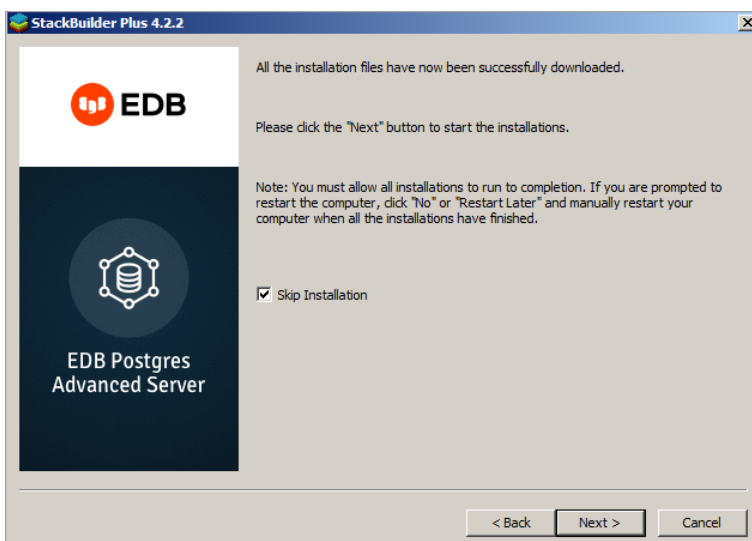 StackBuilder Plus 4.2.2
EDB
All the installation files have now been successfully downloaded.
Please click the "Next" button to start the installations.
Note: You must allow all installations to run to completion. If you are prompted to
restart the computer, click "No" or "Restart Later" and manually restart your
computer when all the installations have finished.
Skip Installation
EDB Postgres
Advanced Server
< Back
Next >
Cancel